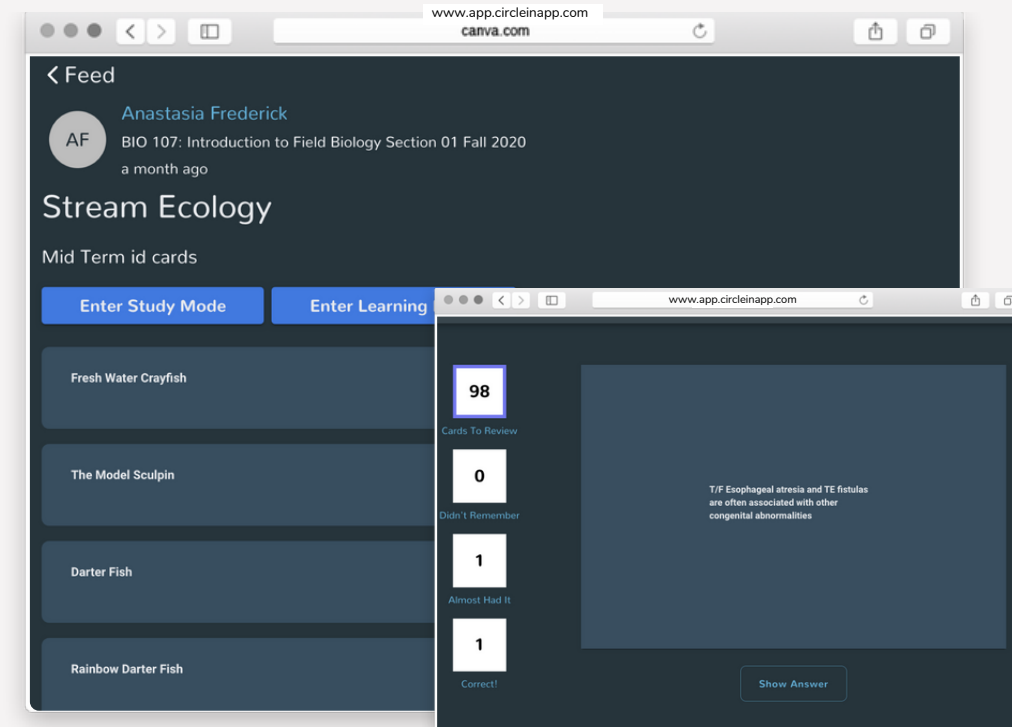 www.app.circleinapp.com
canva.com
Feed
AF
Anastasia Frederick
BIO 107: Introduction to Field Biology Section 01 Fall 2020
a month ago
Stream Ecology
Mid Term id cards
Enter Study Mode
Enter Learning
Fresh Water Crayfish
The Model Sculpin
Darter Fish
Rainbow Darter Fish
www.app.circleinapp.com
98
Cards To Review
0
Didn't Remember
1
Almost Had It
1
Correct!
T/F Esophageal atresia and TE fistulas
are often associated with other
congenital abnormalities
Show Answer